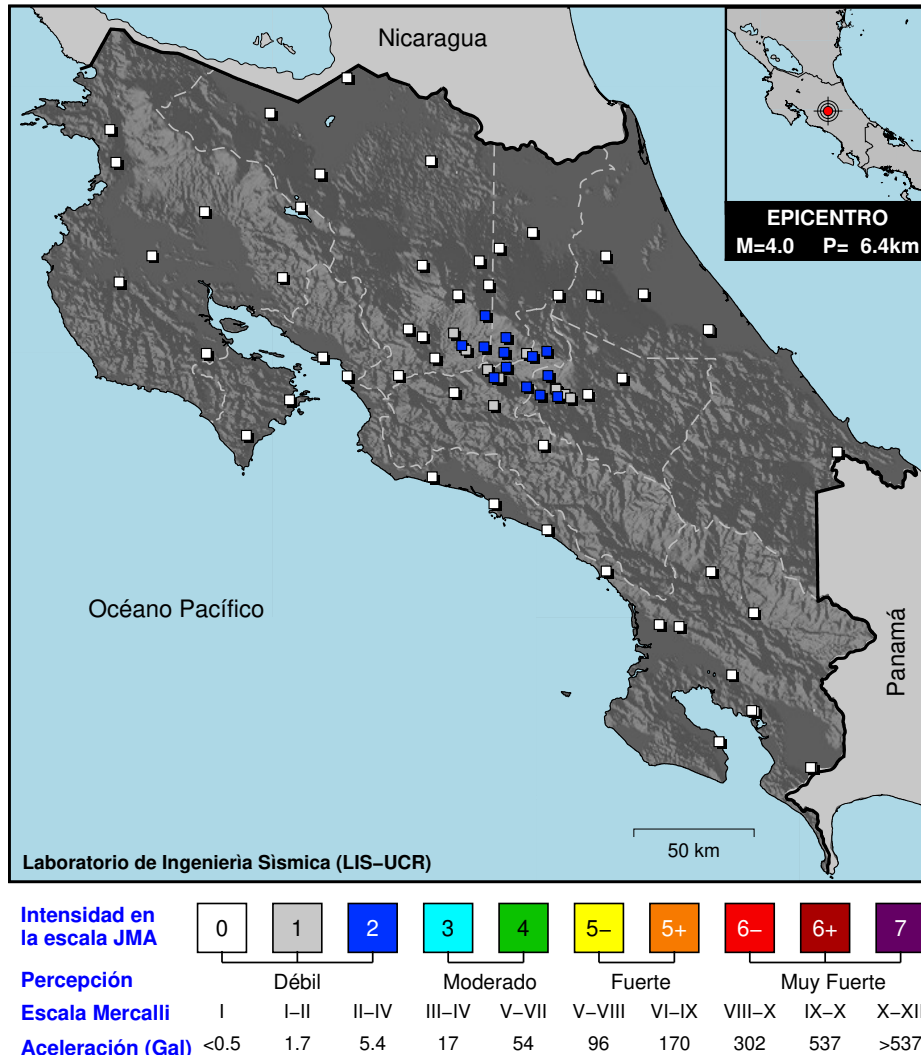 Nicaragua
EPICENTRO
M=4.0 P= 6.4km
Océano Pacífico
Panamá
50 km
Laboratorio de Ingenierìa Sìsmica (LIS–UCR)
Intensidad en
la escala JMA
0 1 2 3 4 5– 5+ 6– 6+ 7
Percepción Débil Moderado Fuerte Muy Fuerte
Escala Mercalli I I–II II–IV III–IV V–VII V–VIII VI–IX VIII–X IX–X X–XII
Aceleración (Gal) <0.5 1.7 5.4 17 54 96 170 302 537 >537